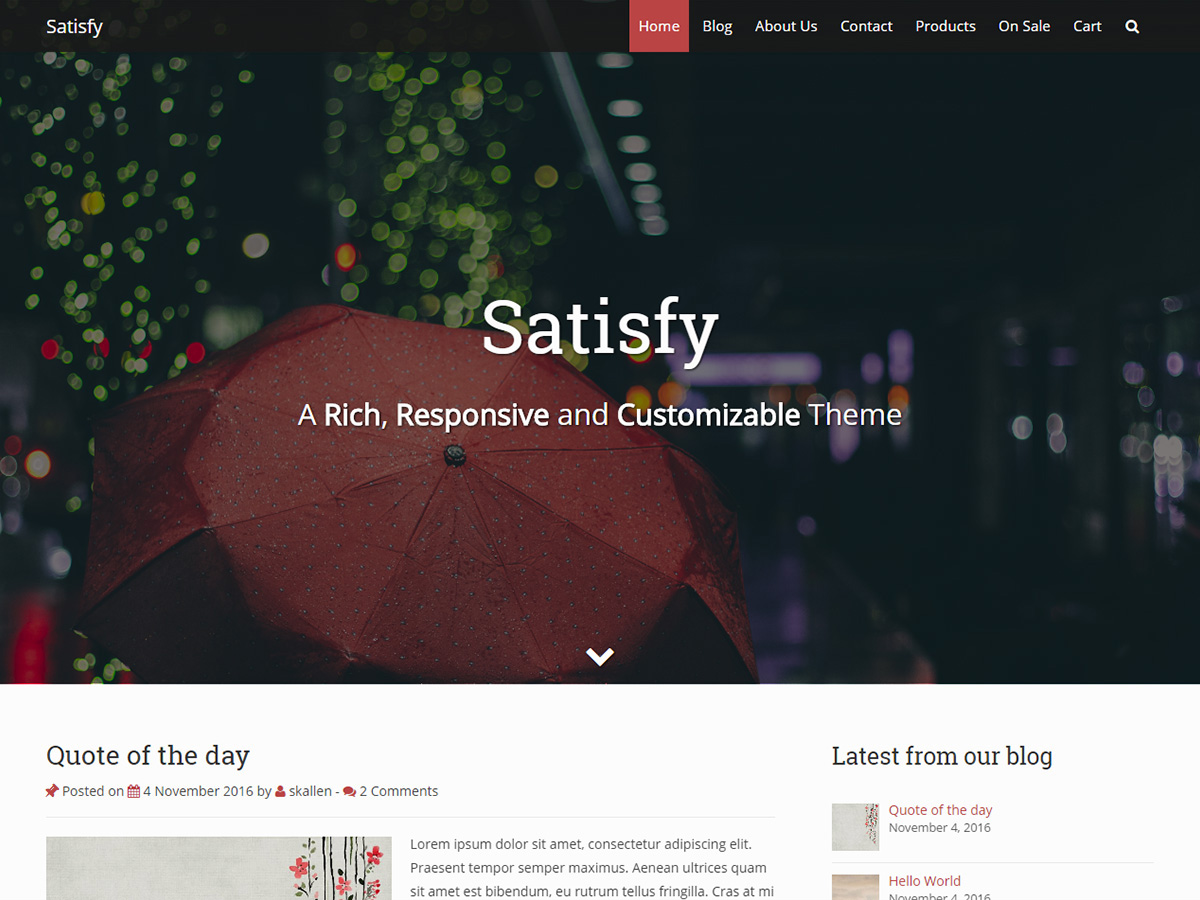 Satisfy
Home Blog About Us Contact Products On Sale Cart
Satisfy
A Rich, Responsive and Customizable Theme
Quote of the day
Posted on 4 November 2016 by skallen - 2 Comments
Lorem ipsum dolor sit amet, consectetur adipiscing elit.
Praesent tempor semper maximus. Aenean ultrices quam
sit amet est bibendum, eu rutrum tellus fringilla. Cras at mi
Latest from our blog
Quote of the day
November 4, 2016
Hello World
November 4, 2016